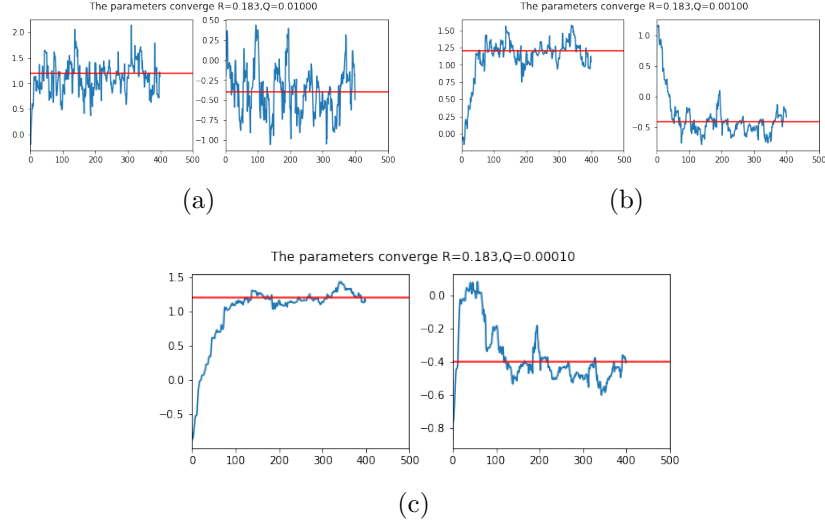 The parameters converge R=0.183,Q=0.01000
2.0
1.5
1.0
0.5
0.0
0 100 200 300 400 500
0.50
0.25
0.00
−0.25
−0.50
−0.75
−1.00
0 100 200 300 400 500
(a)
The parameters converge R=0.183,Q=0.00100
1.50
1.25
1.00
0.75
0.50
0.25
0.00
0 100 200 300 400 500
1.0
0.5
0.0
−0.5
0 100 200 300 400 500
(b)
The parameters converge R=0.183,Q=0.00010
1.5
1.0
0.5
0.0
−0.5
0 100 200 300 400 500
0.0
−0.2
−0.4
−0.6
−0.8
0 100 200 300 400 500
(c)